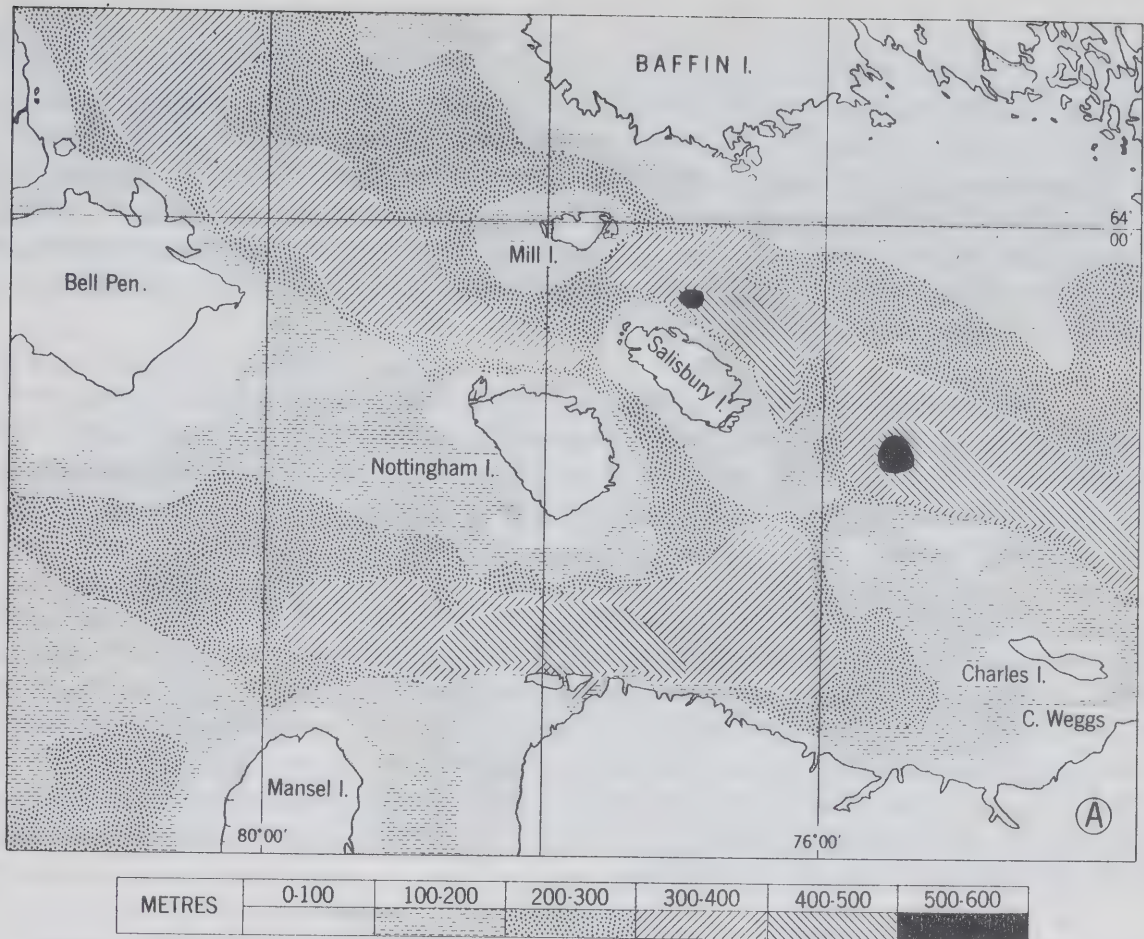 BAFFIN I.
64°
00'
Mill I.
Bell Pen.
Salisbury I.
Nottingham I.
Charles I.
C. Weggs
Mansel I.
80°00'
76°00'
A
METRES 0-100 100-200 200-300 300-400 400-500 500-600